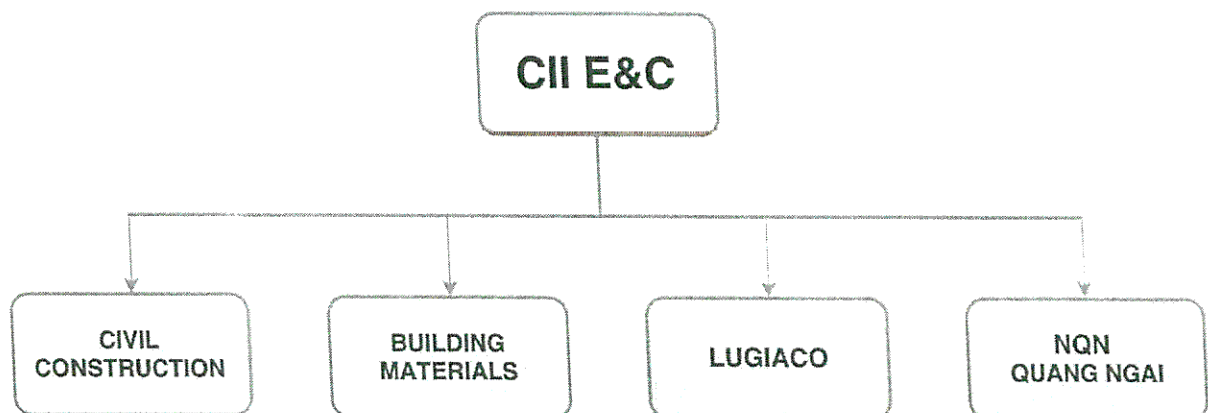 CII E&C
CIVIL
CONSTRUCTION
BUILDING
MATERIALS
LUGIACO
NQN
QUANG NGAI